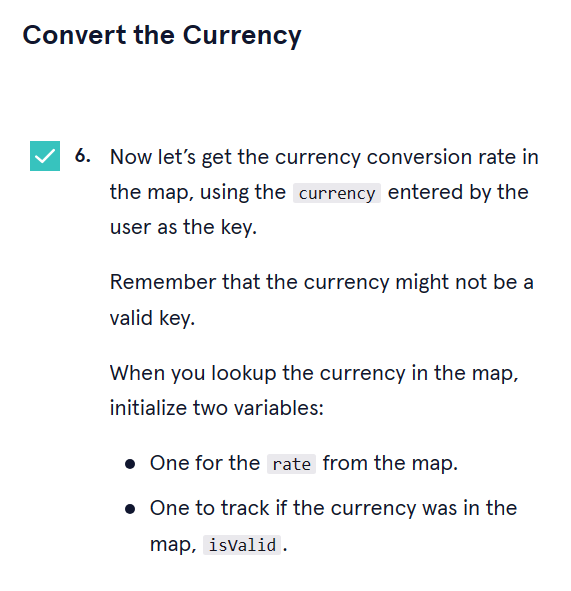 Convert the Currency
6. Now let’s get the currency conversion rate in
the map, using the currency entered by the
user as the key.
Remember that the currency might not be a
valid key.
When you lookup the currency in the map,
initialize two variables:
● One for the rate from the map.
● One to track if the currency was in the
map, isValid.